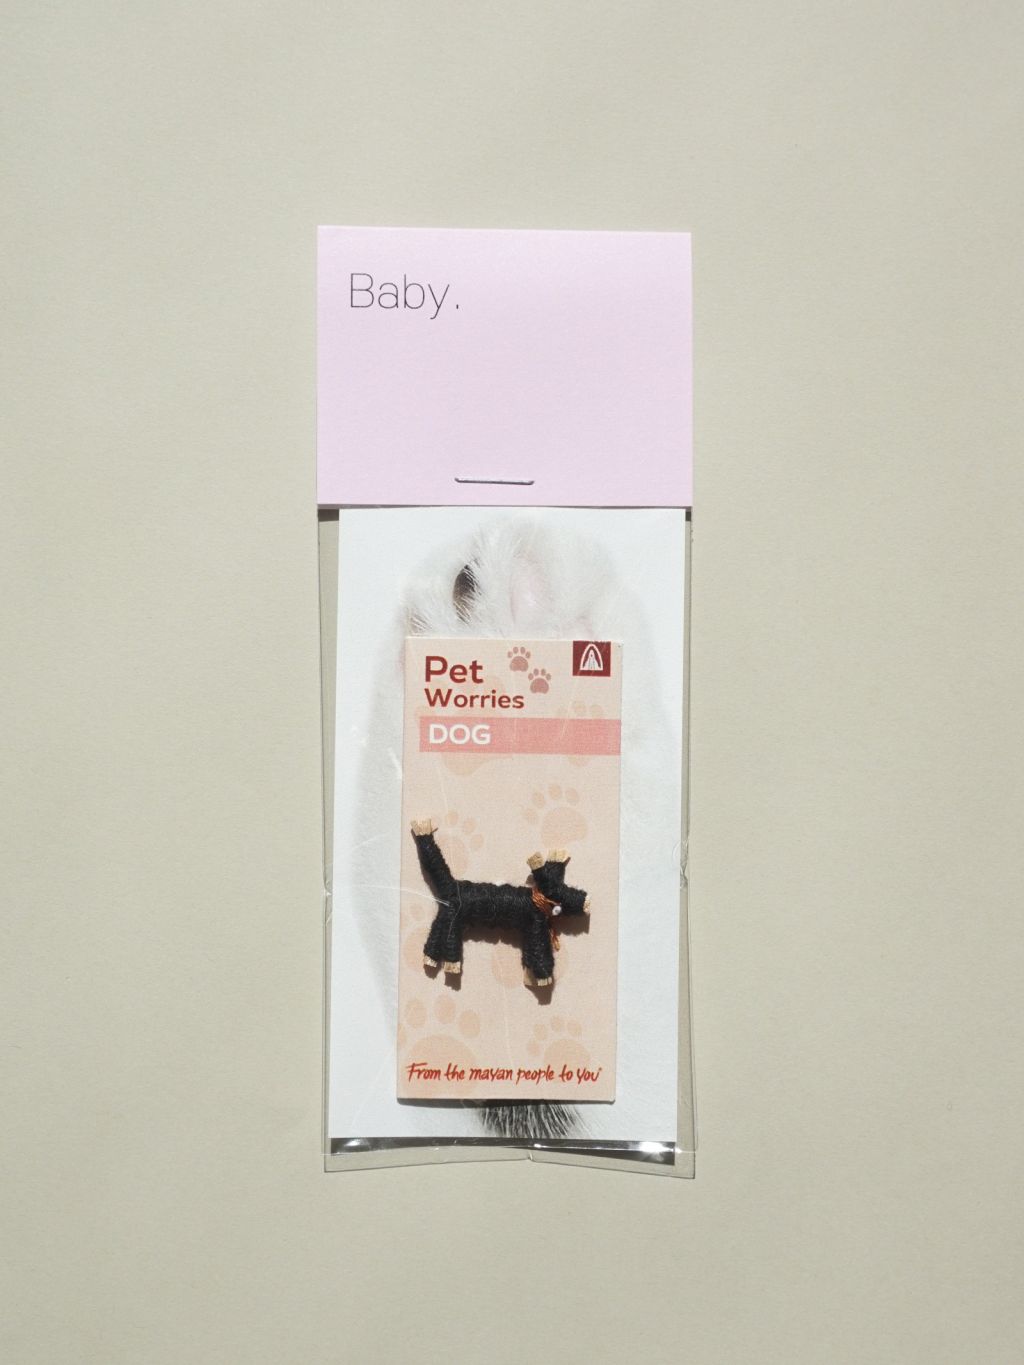 Baby.
Pet
Worries
DOG
From the mayan people to you